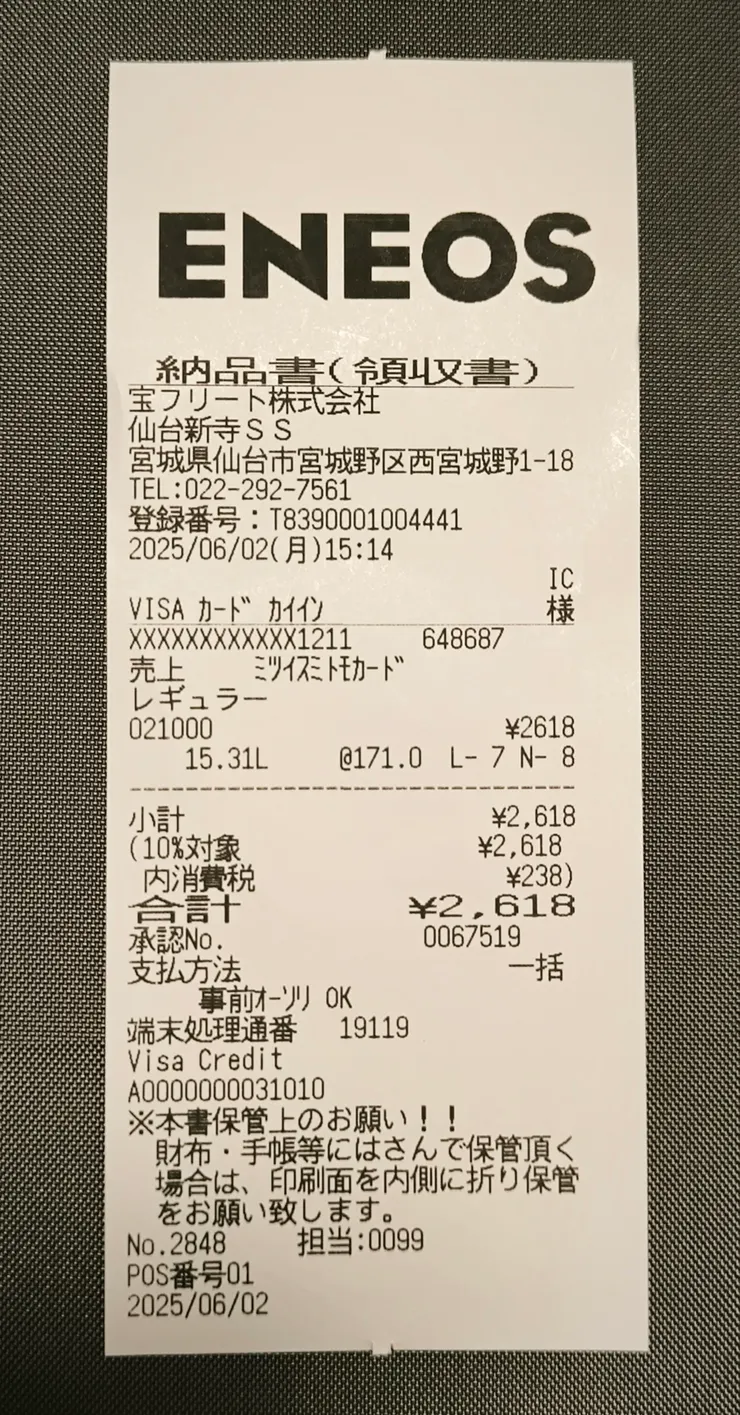 ENEOS
納品書(領収書)
宝フリート株式会社
仙台新寺SS
宮城県仙台市宮城野区西宮城野1-18
TEL:022-292-7561
登録番号:T8390001004441
2025/06/02(月)15:14
IC
VISA カード カイイン 様
XXXXXXXXXXXX1211 648687
売上 ミツイスミトモカード
レギュラー
021000 ¥2618
15.31L @171.0 L- 7 N- 8
小計 ¥2,618
(10%対象 ¥2,618
内消費税 ¥238)
合計 ¥2,618
承認No. 0067519
支払方法 一括
事前オーソリ OK
端末処理通番 19119
Visa Credit
A0000000031010
※本書保管上のお願い!!
財布・手帳等にはさんで保管頂く
場合は、印刷面を内側に折り保管
をお願い致します。
No.2848 担当:0099
POS番号01
2025/06/02